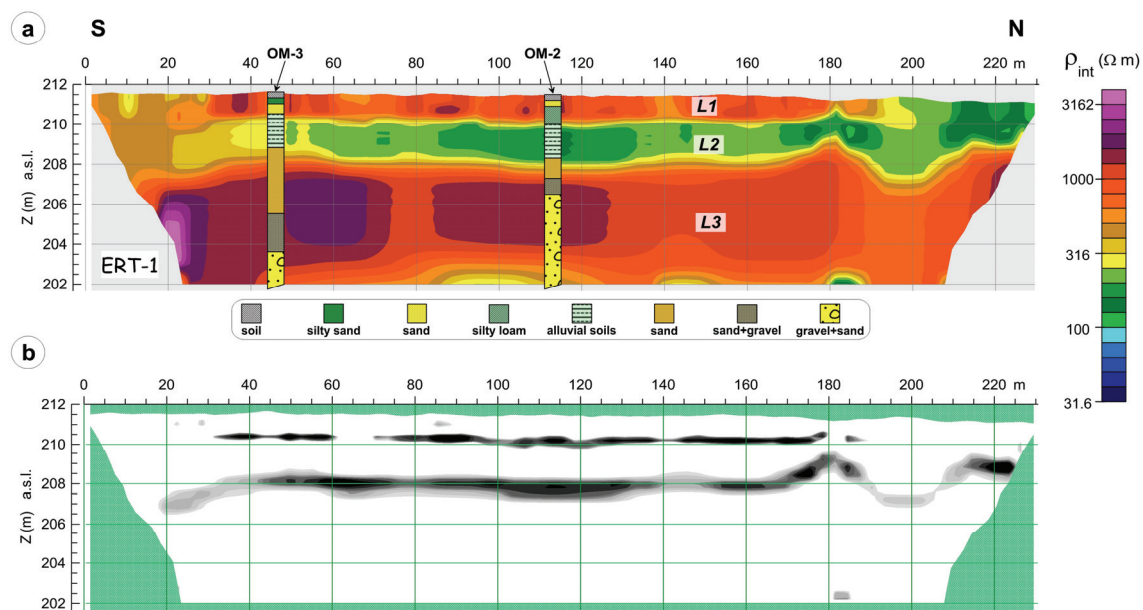 a
S
N
OM-3
OM-2
0 20 40 60 80 100 120 140 160 180 200 220 m
ρint (Ω m)
212
210
208
206
204
202
Z (m) a.s.l.
L1
L2
L3
ERT-1
3162
1000
316
100
31.6
soil silty sand sand silty loam alluvial soils sand sand+gravel gravel+sand
b
0 20 40 60 80 100 120 140 160 180 200 220 m
212
210
208
206
204
202
Z (m) a.s.l.